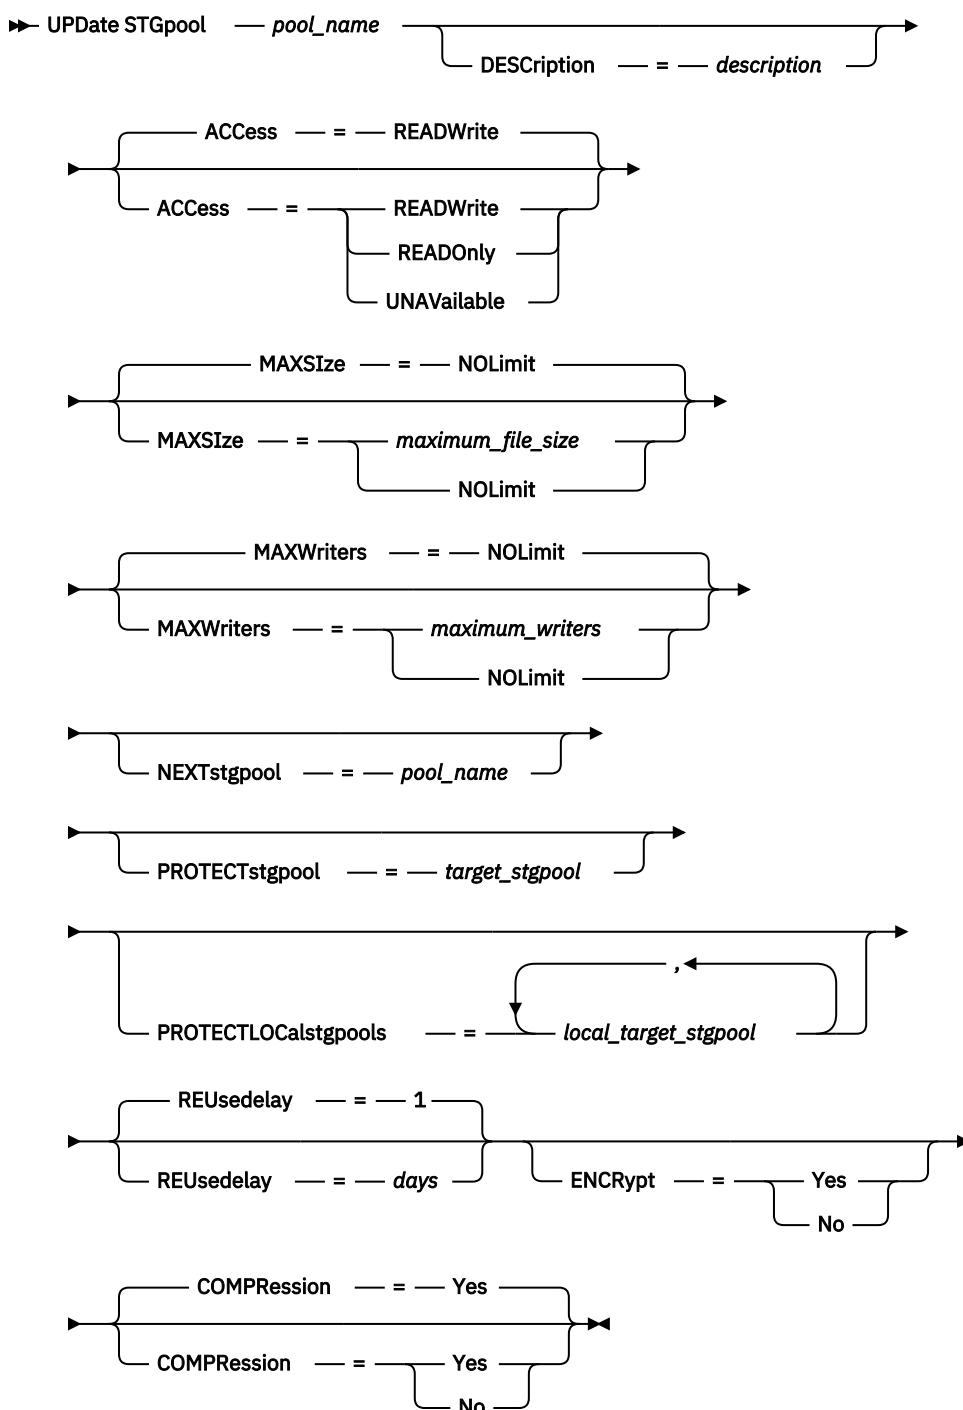 UPDate STGpool pool_name
DESCription = description
ACCess = READWrite
ACCess = READWrite
READOnly
UNAVailable
MAXSIze = NOLimit
MAXSIze = maximum_file_size
NOLimit
MAXWriters = NOLimit
MAXWriters = maximum_writers
NOLimit
NEXTstgpool = pool_name
PROTECTstgpool = target_stgpool
,
PROTECTLOCalstgpools = local_target_stgpool
REUsedelay = 1
REUsedelay = days ENCRypt = Yes
No
COMPRession = Yes
COMPRession = Yes
No